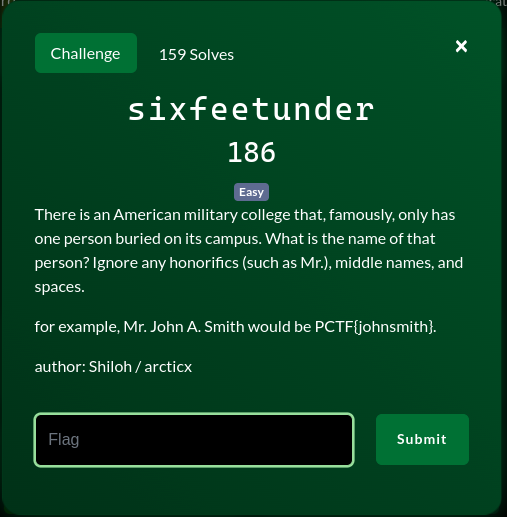 Challenge
159 Solves
×
sixfeetunder
186
Easy
There is an American military college that, famously, only has
one person buried on its campus. What is the name of that
person? Ignore any honorifics (such as Mr.), middle names, and
spaces.
for example, Mr. John A. Smith would be PCTF{johnsmith}.
author: Shiloh / arcticx
Flag
Submit